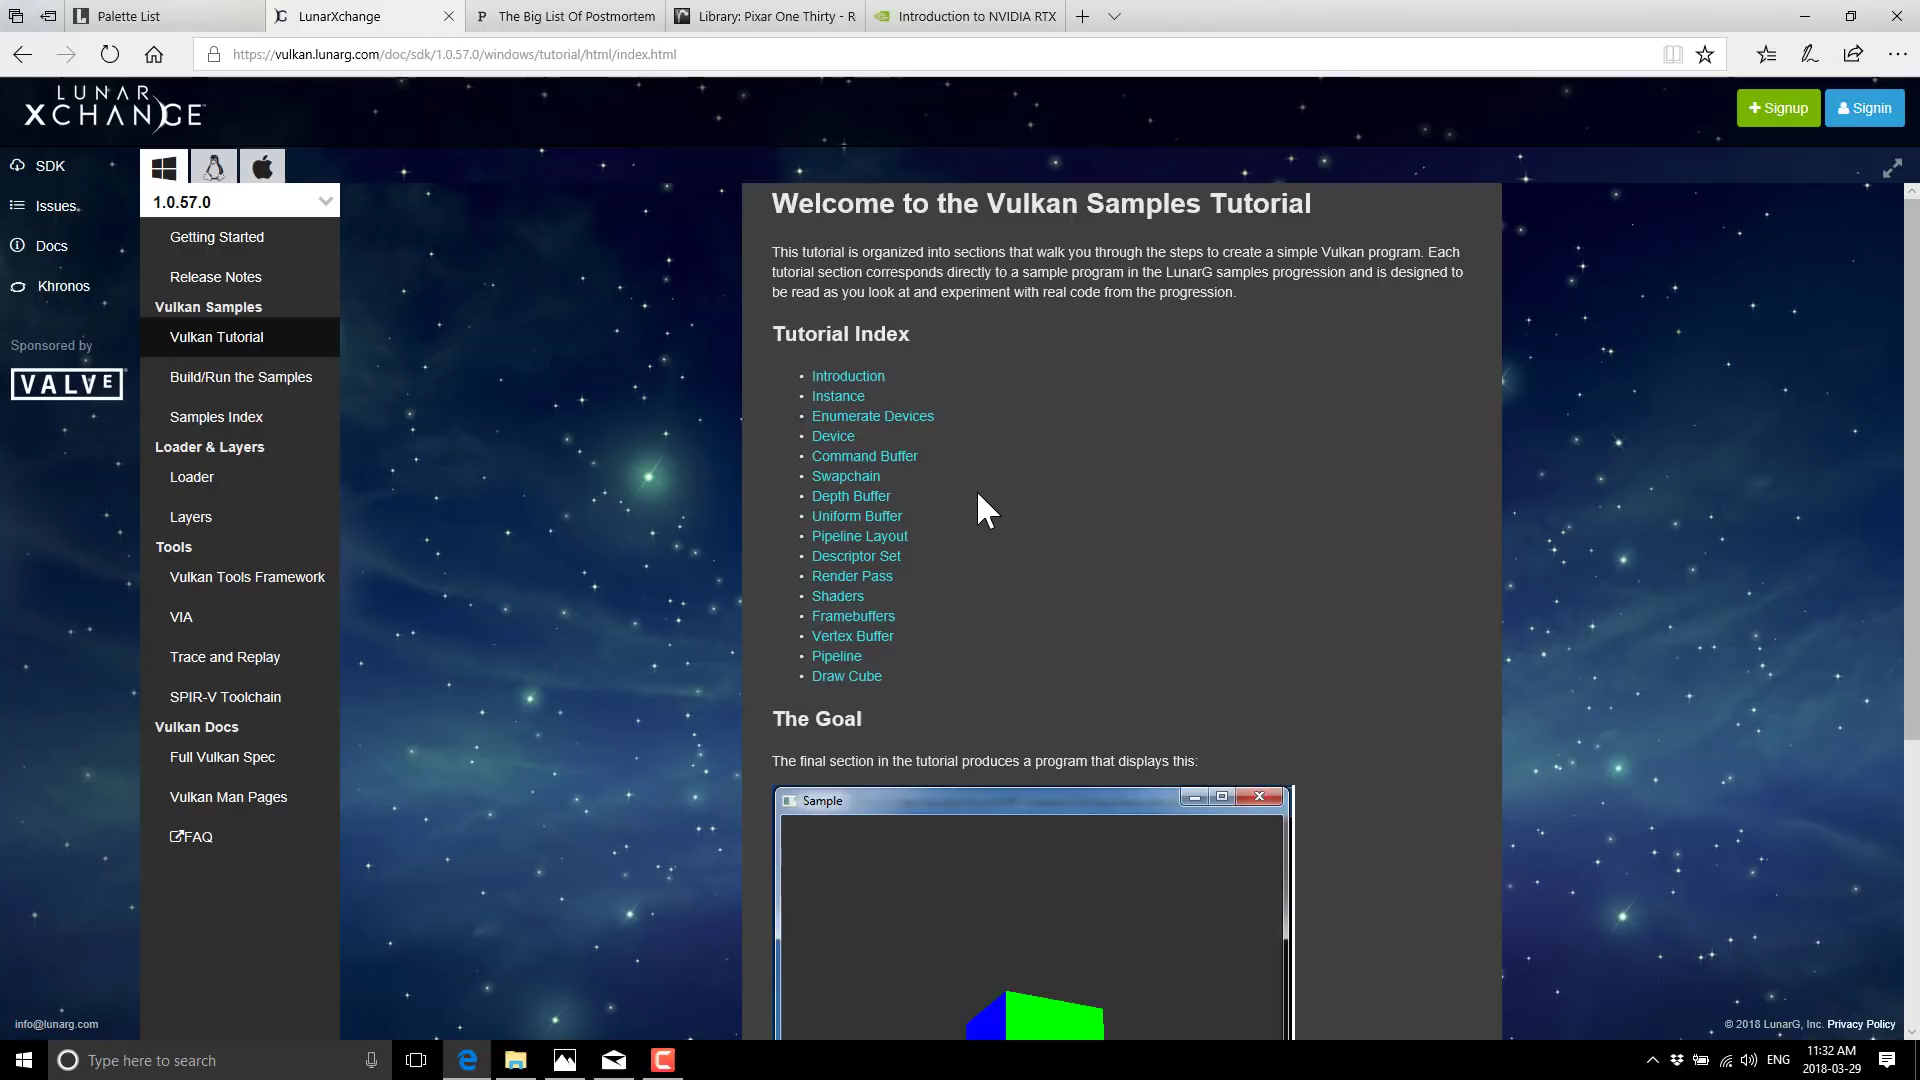 Palette List
LunarXchange
The Big List Of Postmortem
Library: Pixar One Thirty - R
Introduction to NVIDIA RTX
https://vulkan.lunarg.com/doc/sdk/1.0.57.0/windows/tutorial/html/index.html
LUNAR
XCHANGE
Signup
Signin
SDK
Issues
Docs
Khronos
Sponsored by
VALVE
1.0.57.0
Getting Started
Release Notes
Vulkan Samples
Vulkan Tutorial
Build/Run the Samples
Samples Index
Loader & Layers
Loader
Layers
Tools
Vulkan Tools Framework
VIA
Trace and Replay
SPIR-V Toolchain
Vulkan Docs
Full Vulkan Spec
Vulkan Man Pages
FAQ
Welcome to the Vulkan Samples Tutorial
This tutorial is organized into sections that walk you through the steps to create a simple Vulkan program. Each
tutorial section corresponds directly to a sample program in the LunarG samples progression and is designed to
be read as you look at and experiment with real code from the progression.
Tutorial Index
• Introduction
• Instance
• Enumerate Devices
• Device
• Command Buffer
• Swapchain
• Depth Buffer
• Uniform Buffer
• Pipeline Layout
• Descriptor Set
• Render Pass
• Shaders
• Framebuffers
• Vertex Buffer
• Pipeline
• Draw Cube
The Goal
The final section in the tutorial produces a program that displays this:
Sample
info@lunarg.com
© 2018 LunarG, Inc. Privacy Policy
Type here to search
ENG
11:32 AM
2018-03-29